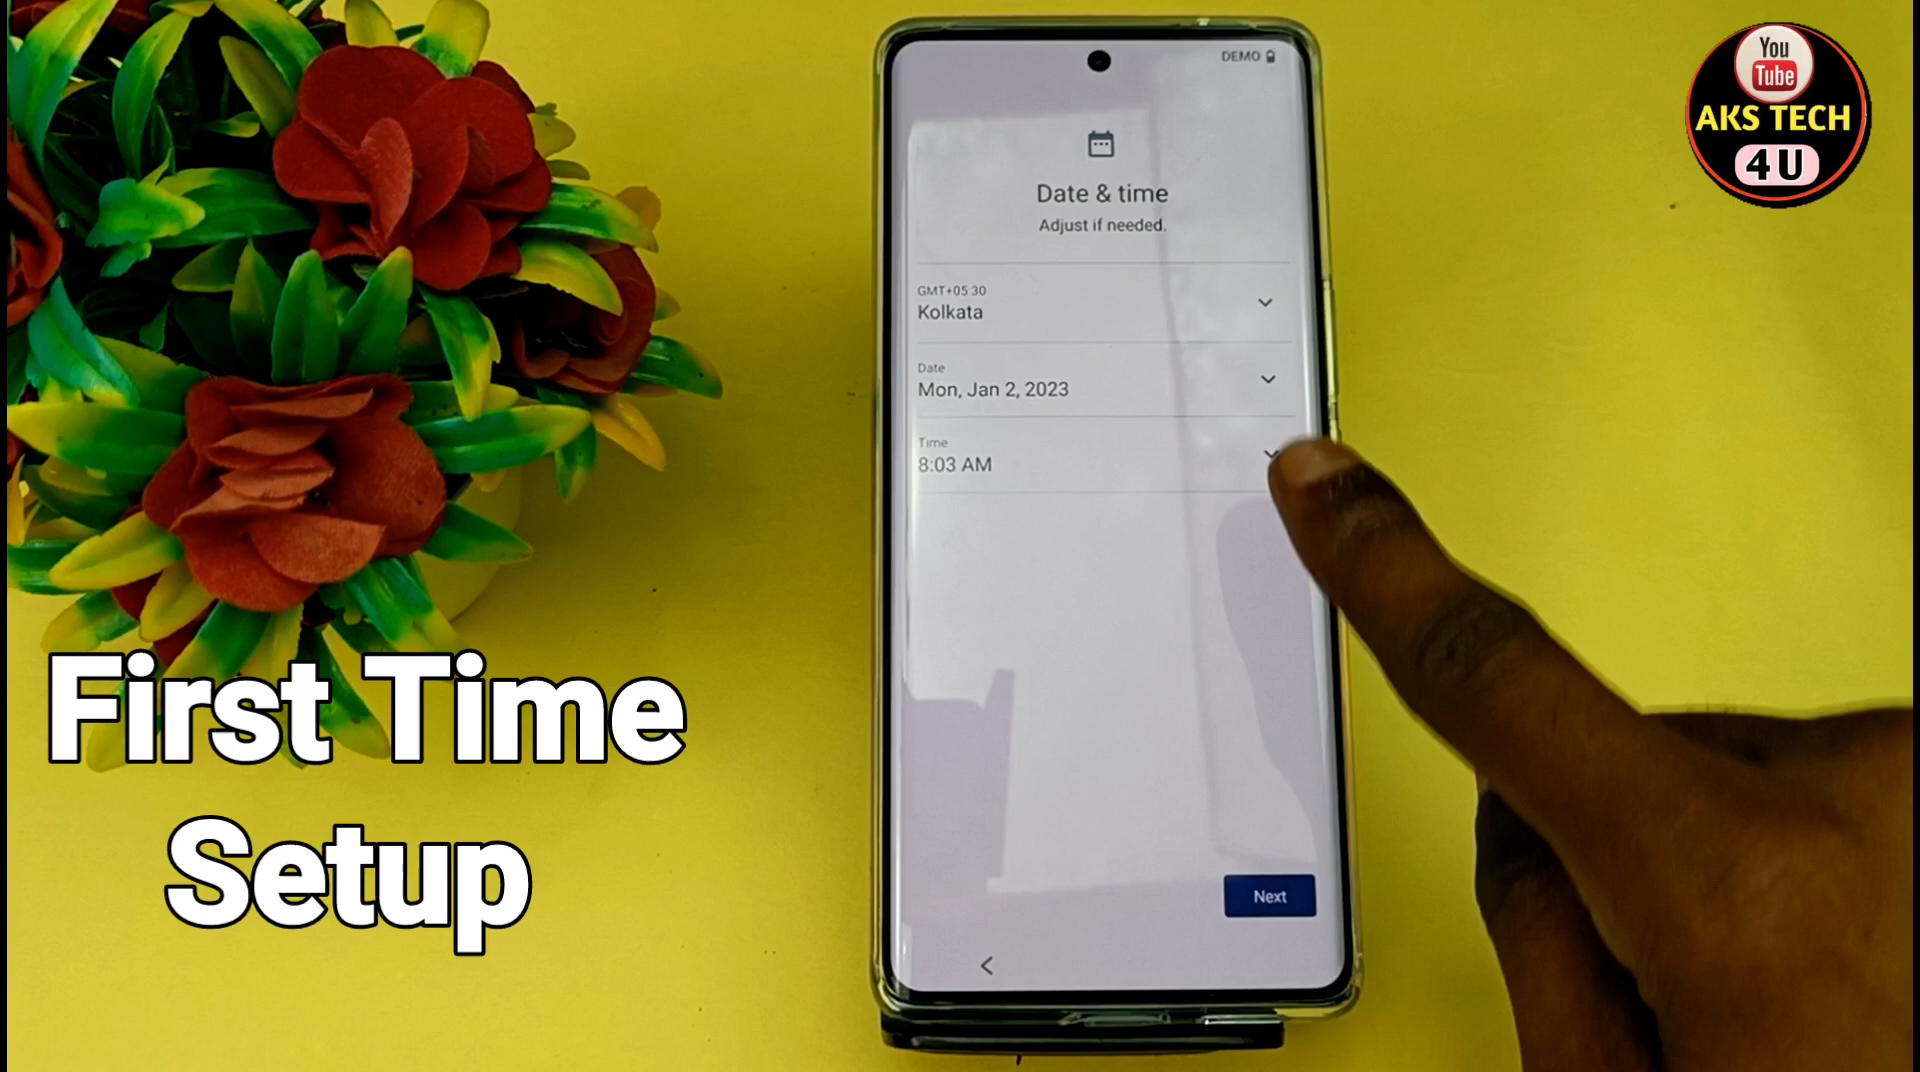 DEMO
Date & time
Adjust if needed.
GMT+05:30
Kolkata
Date
Mon, Jan 2, 2023
Time
8:03 AM
Next
You
Tube
AKS TECH
4 U
First Time
Setup